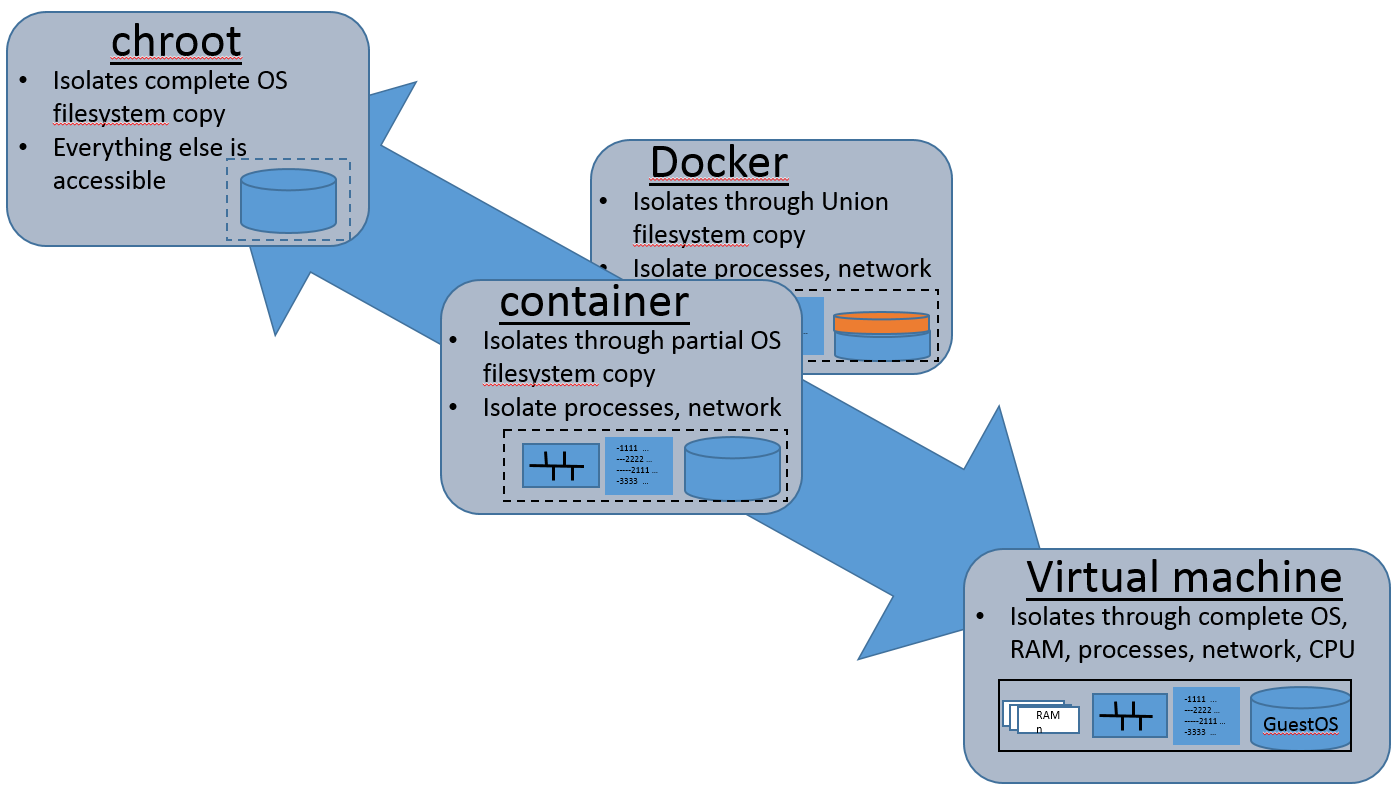 chroot
• Isolates complete OS
filesystem copy
• Everything else is
accessible
Docker
• Isolates through Union
filesystem copy
• Isolate processes, network
container
• Isolates through partial OS
filesystem copy
• Isolate processes, network
-1111 ...
---2222 ...
-----2111 ...
-3333 ...
Virtual machine
• Isolates through complete OS,
RAM, processes, network, CPU
RAM
n
-1111 ...
---2222 ...
-----2111 ...
-3333 ...
GuestOS